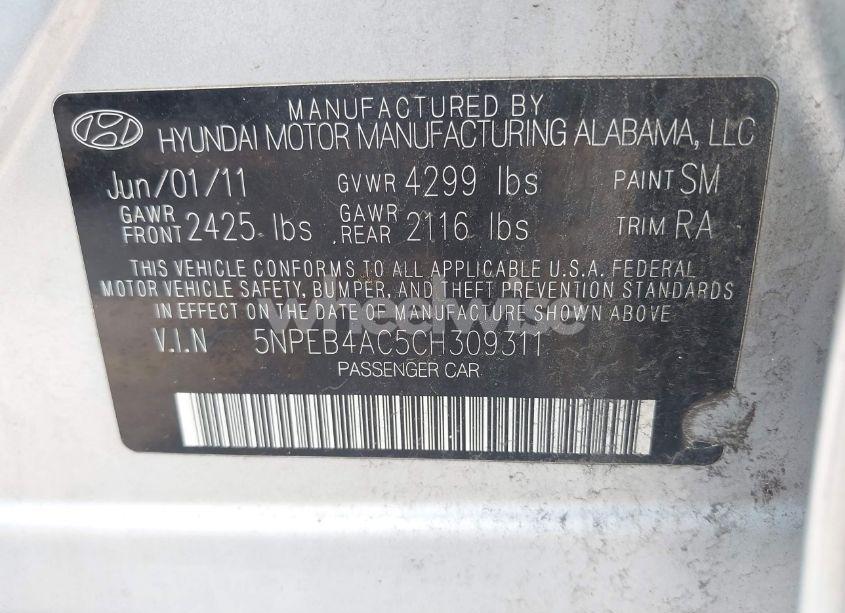 MANUFACTURED BY
HYUNDAI MOTOR MANUFACTURING ALABAMA, LLC
Jun/01/11 GVWR 4299 lbs PAINT SM
GAWR FRONT 2425 lbs GAWR REAR 2116 lbs TRIM RA
THIS VEHICLE CONFORMS TO ALL APPLICABLE U.S.A. FEDERAL
MOTOR VEHICLE SAFETY, BUMPER, AND THEFT PREVENTION STANDARDS
IN EFFECT ON THE DATE OF MANUFACTURE SHOWN ABOVE.
V.I.N 5NPEB4AC5CH309311
PASSENGER CAR
wheelwise